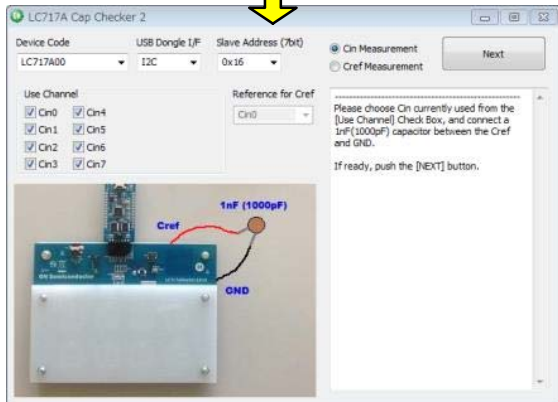 LC717A Cap Checker 2
Device Code
USB Dongle I/F
Slave Address (7bit)
LC717A00
I2C
0x16
Cin Measurement
Cref Measurement
Next
Use Channel
Cin0
Cin4
Cin1
Cin5
Cin2
Cin6
Cin3
Cin7
Reference for Cref
Cin0
Please choose Cin currently used from the
[Use Channel] Check Box, and connect a
1nF(1000pF) capacitor between the Cref
and GND.
If ready, push the [NEXT] button.
1nF (1000pF)
Cref
GND
ON Semiconductor